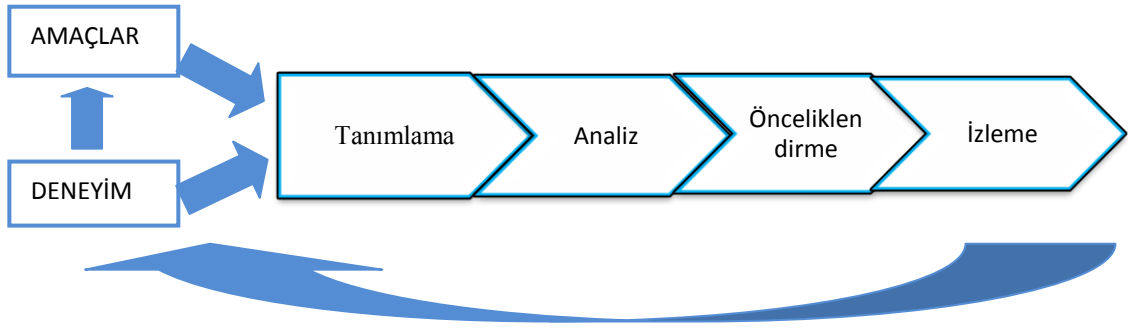 AMAÇLAR
DENEYİM
Tanımlama
Analiz
Önceliklen
dirme
İzleme